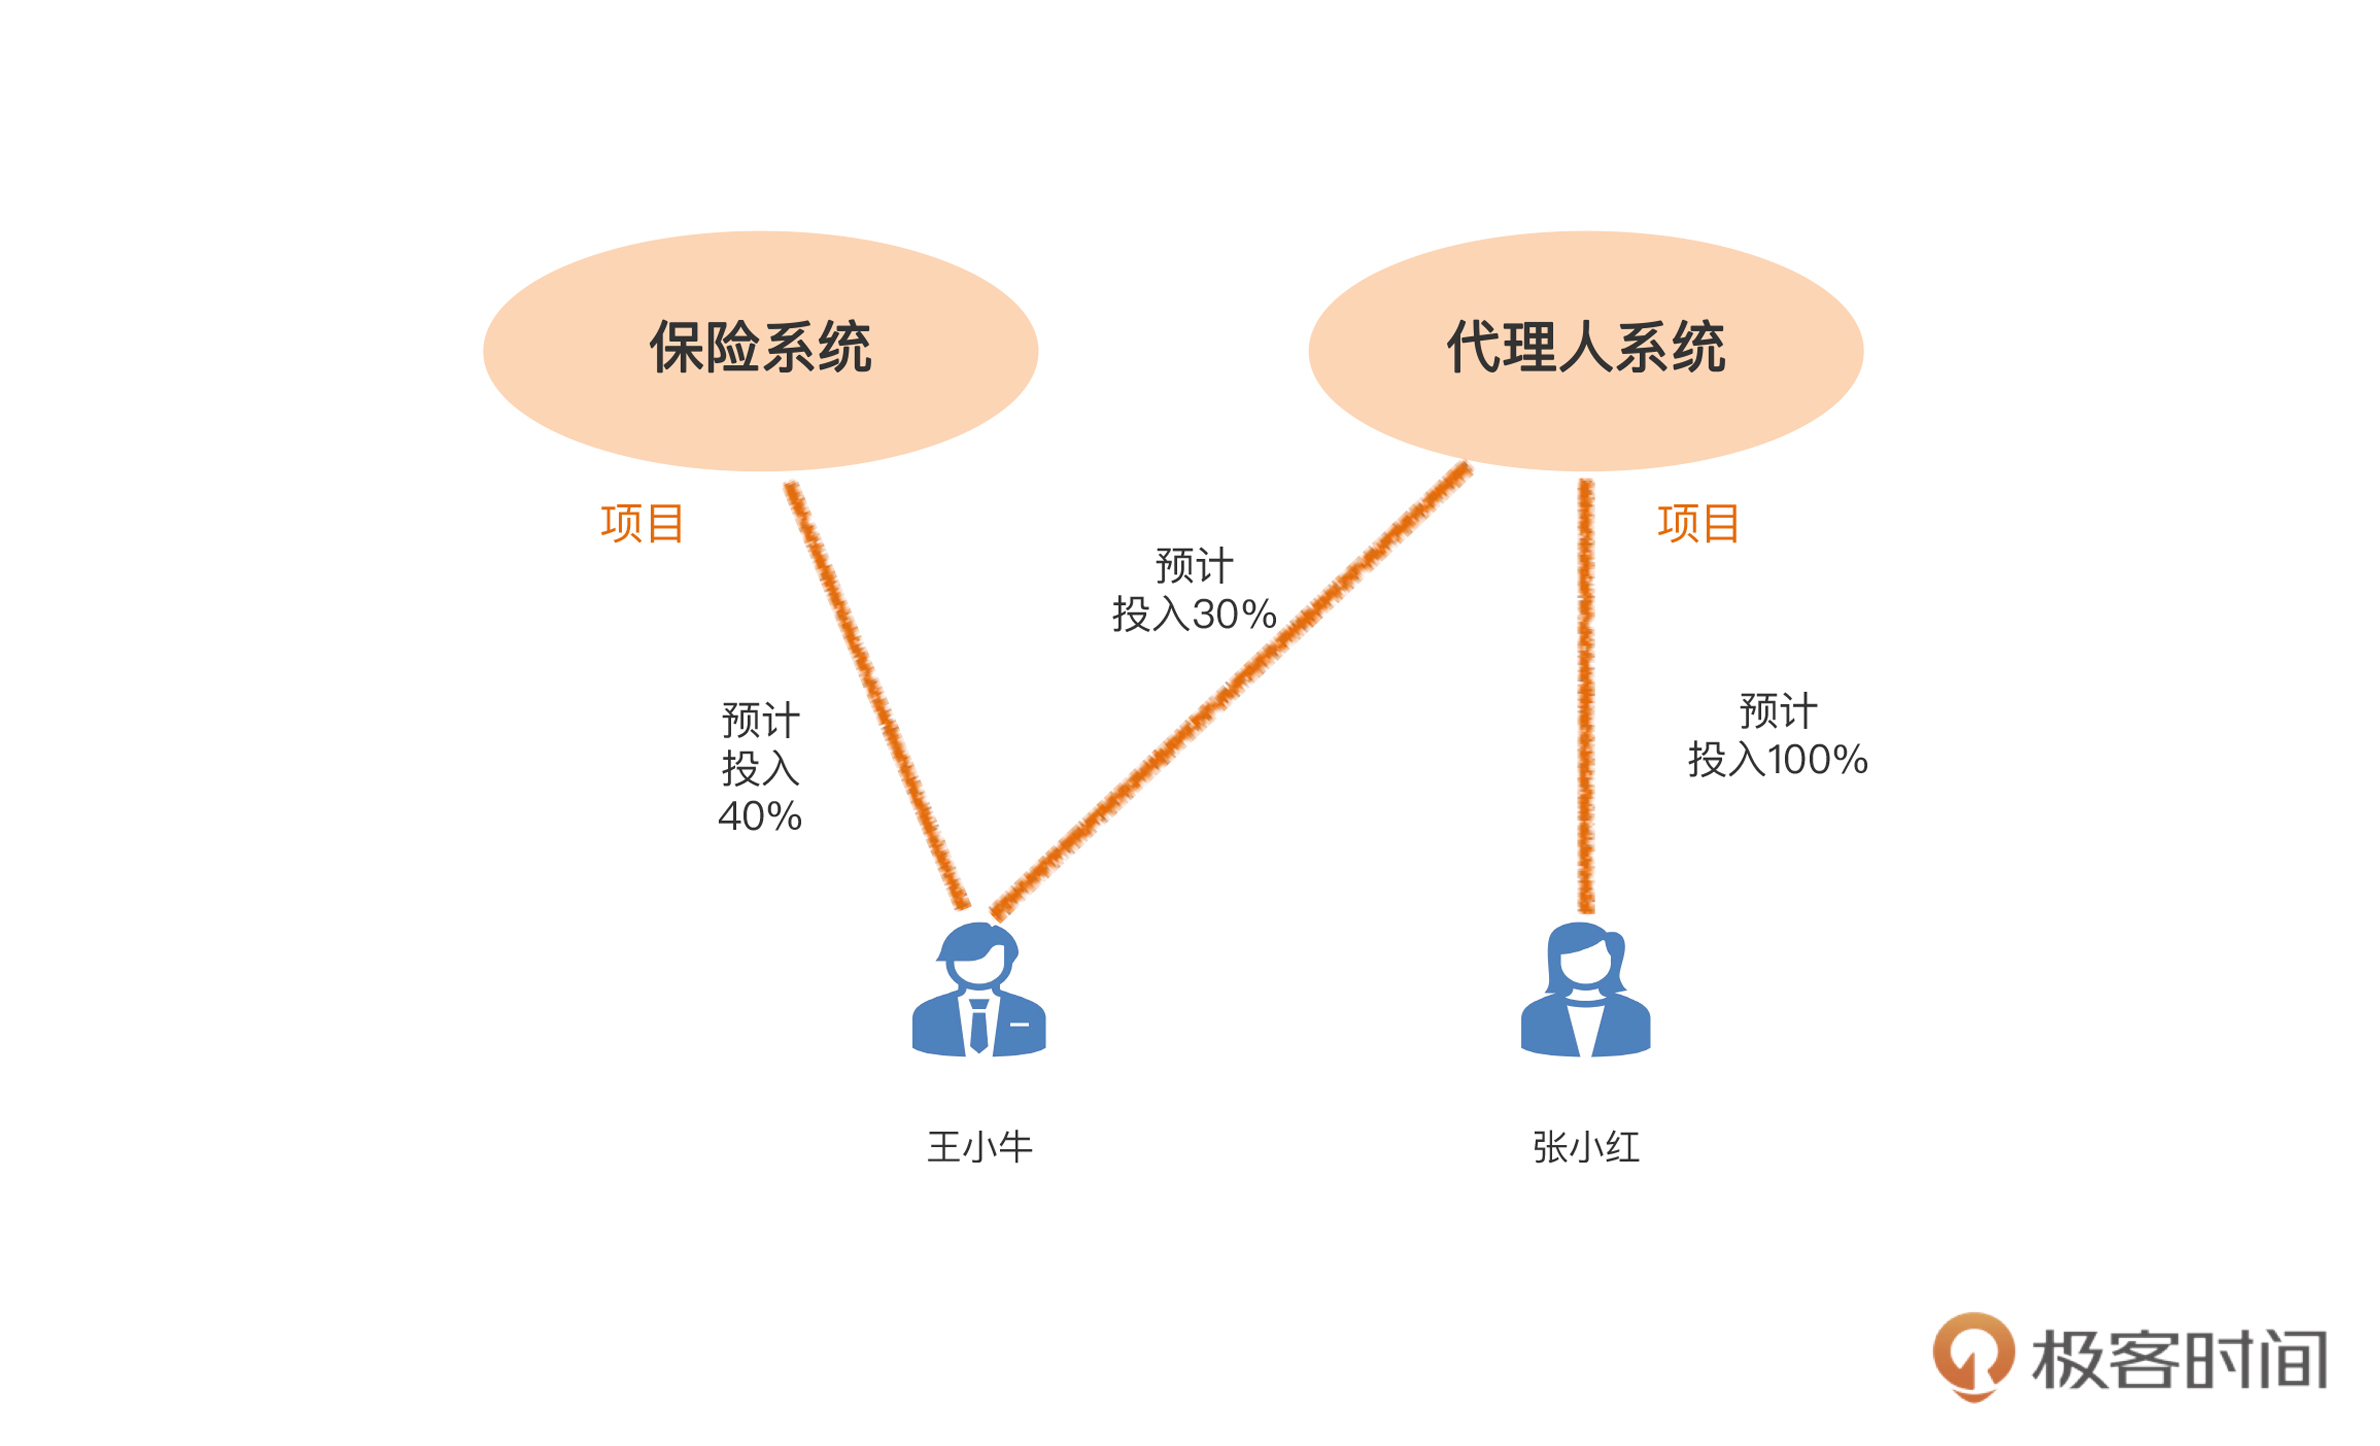 保险系统
代理人系统
项目
项目
预计
投入30%
预计
投入
40%
预计
投入100%
王小牛
张小红
极客时间